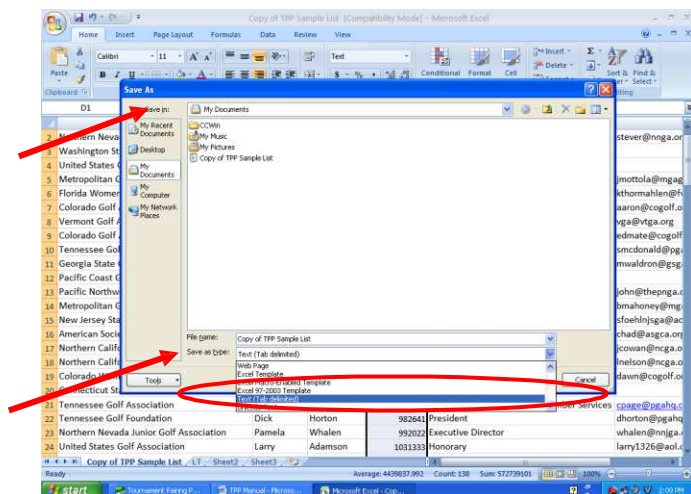 Copy of TPP Sample List [Compatibility Mode] - Microsoft Excel
Home Insert Page Layout Formulas Data Review View
Calibri 11 A A Text Insert
Paste B I U $ % Conditional Format Cell Delete Sort & Find &
Select
Clipboard
D1
Save As
Save in: My Documents
My Recent Documents
Desktop
My Documents
My Computer
My Network Places
CCWin
My Music
My Pictures
Copy of TPP Sample List
File name: Copy of TPP Sample List
Save as type: Text (Tab delimited)
Web Page
Excel Template
Excel Macro-Enabled Template
Excel 97-2003 Template
Text (Tab delimited)
Tools Cancel
2 Northern Neva stever@nnga.or
3 Washington St
4 United States
5 Metropolitan G jmottola@mgag
6 Florida Women kthormahlen@f
7 Colorado Golf aaron@cogolf.o
8 Vermont Golf vga@vtga.org
9 Colorado Golf edmate@cogolf
10 Tennessee Gol smcdonald@pg
11 Georgia State mwaldron@gsg
12 Pacific Coast G
13 Pacific Northw john@thepnga.c
14 Metropolitan G bmahoney@mg
15 New Jersey Sta sfoehlnjsga@ac
16 American Socie chad@asgca.or
17 Northern Califo jcowan@ncga.o
18 Northern Califo lnelson@ncga.o
19 Colorado Wom dawn@cogolf.o
20 Connecticut St
21 Tennessee Golf Association Services cpage@pgahq.c
22 Tennessee Golf Foundation Dick Horton 982641 President dhorton@pgahq
23 Northern Nevada Junior Golf Association Pamela Whalen 992022 Executive Director whalen@nnjga.
24 United States Golf Association Larry Adamson 1031333 Honorary larry1326@aol.c
Copy of TPP Sample List LT Sheet2 Sheet3
Ready Average: 4439837.992 Count: 138 Sum: 572739101 100%
start Tournament Pairing P... TPP Manual - Microso... Microsoft Excel - Cop... 2:09 PM